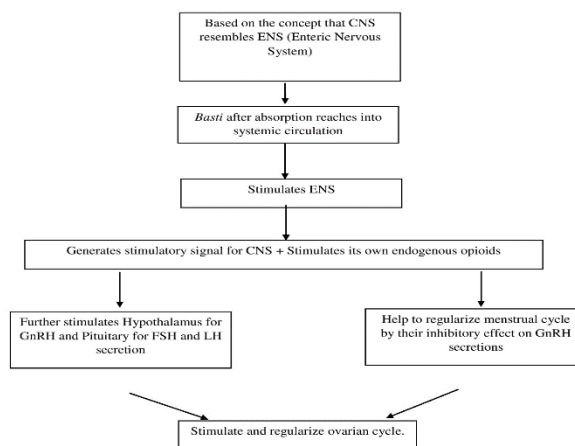 Based on the concept that CNS
resembles ENS (Enteric Nervous
System)
Basti after absorption reaches into
systemic circulation
Stimulates ENS
Generates stimulatory signal for CNS + Stimulates its own endogenous opioids
Further stimulates Hypothalamus for
GnRH and Pituitary for FSH and LH
secretion
Help to regularize menstrual cycle
by their inhibitory effect on GnRH
secretions
Stimulate and regularize ovarian cycle.